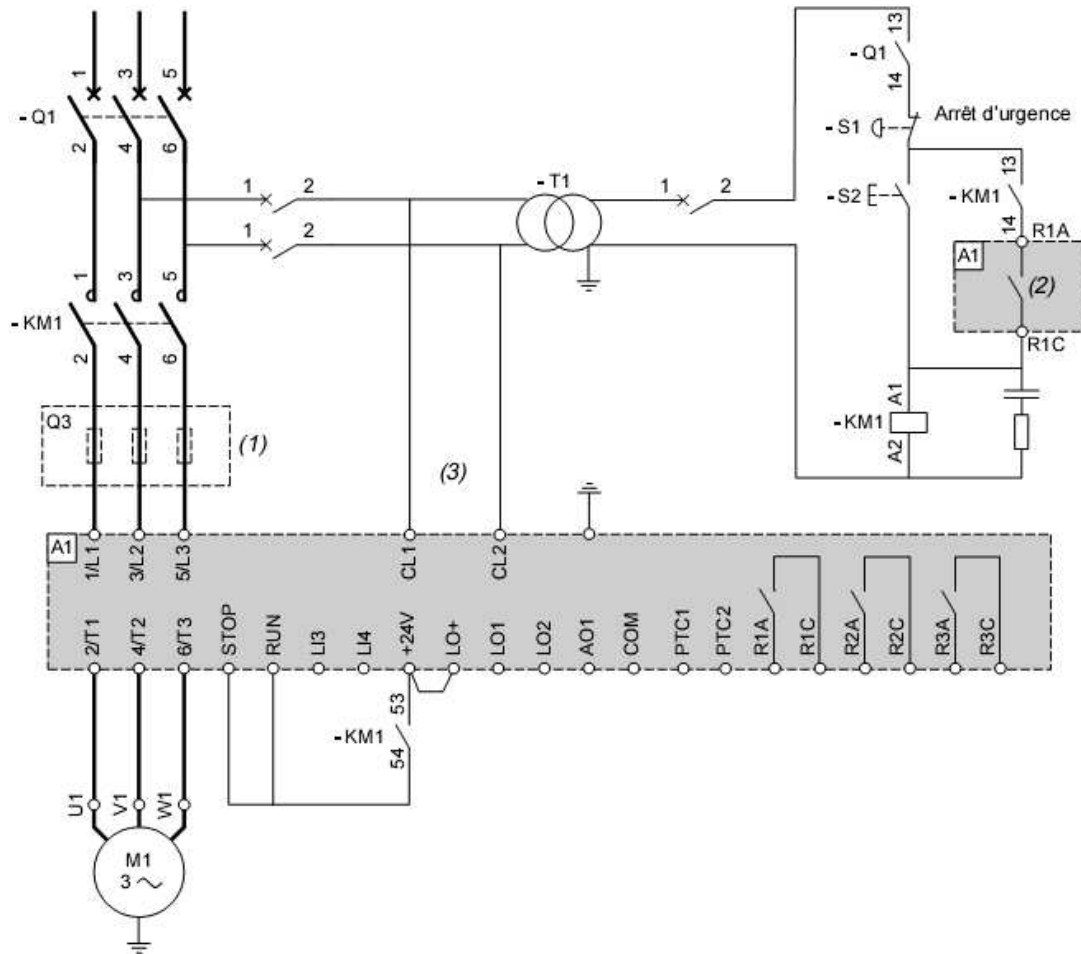 1 3 5
- Q1
2 4 6
13
- Q1
14
- S1 Arrêt d'urgence
1 2
- T1
1 2
1 2
- S2
13
- KM1
14
R1A
A1
(2)
R1C
1 3 5
- KM1
2 4 6
Q3
(1)
A1
- KM1
A2
(3)
A1
1/L1 3/L2 5/L3 CL1 CL2
2/T1 4/T2 6/T3 STOP RUN LI3 LI4 +24V LO+ LO1 LO2 AO1 COM PTC1 PTC2 R1A R1C R2A R2C R3A R3C
53
- KM1
54
U1 V1 W1
M1
3 ~